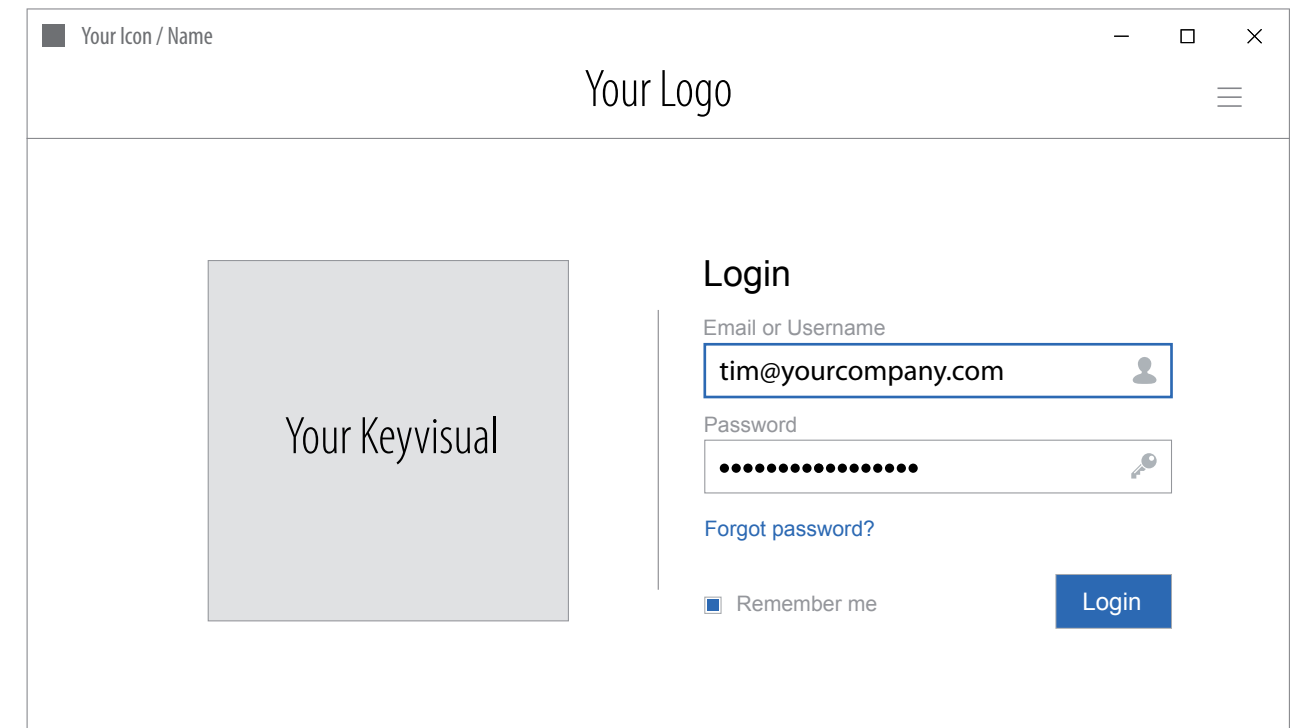 Your Icon / Name
Your Logo
Your Keyvisual
Login
Email or Username
tim@yourcompany.com
Password
•••••••••••••••••
Forgot password?
Remember me
Login